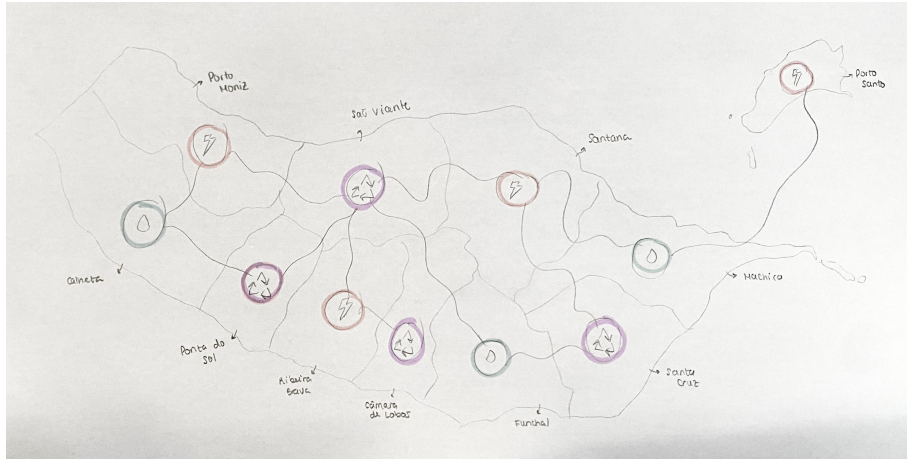 Porto
Moniz
Porto
Santo
São Vicente
Santana
Calheta
Machico
Ponta do
Sol
Ribeira
Brava
Santa
Cruz
Câmara
de Lobos
Funchal